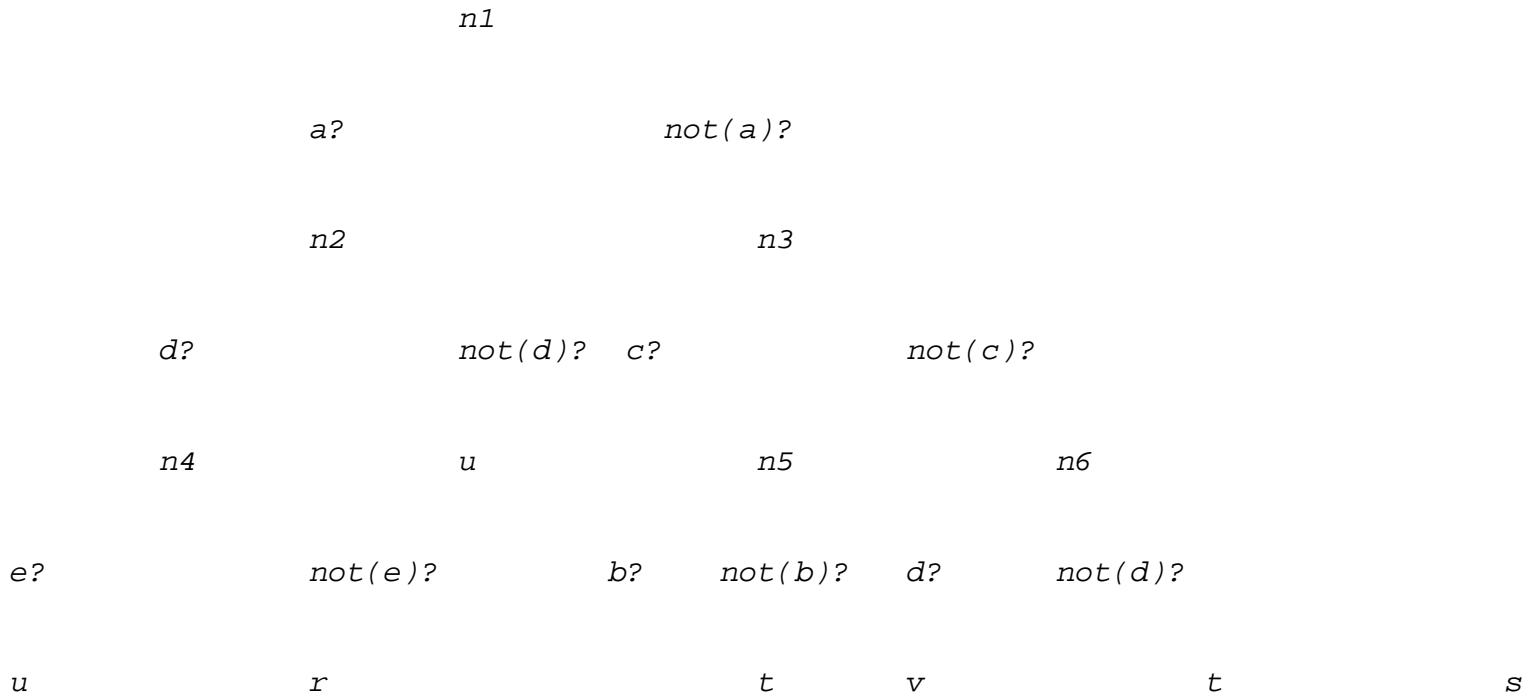 n1
a? not(a)?
n2 n3
d? not(d)? c? not(c)?
n4 u n5 n6
e? not(e)? b? not(b)? d? not(d)?
u r t v t s